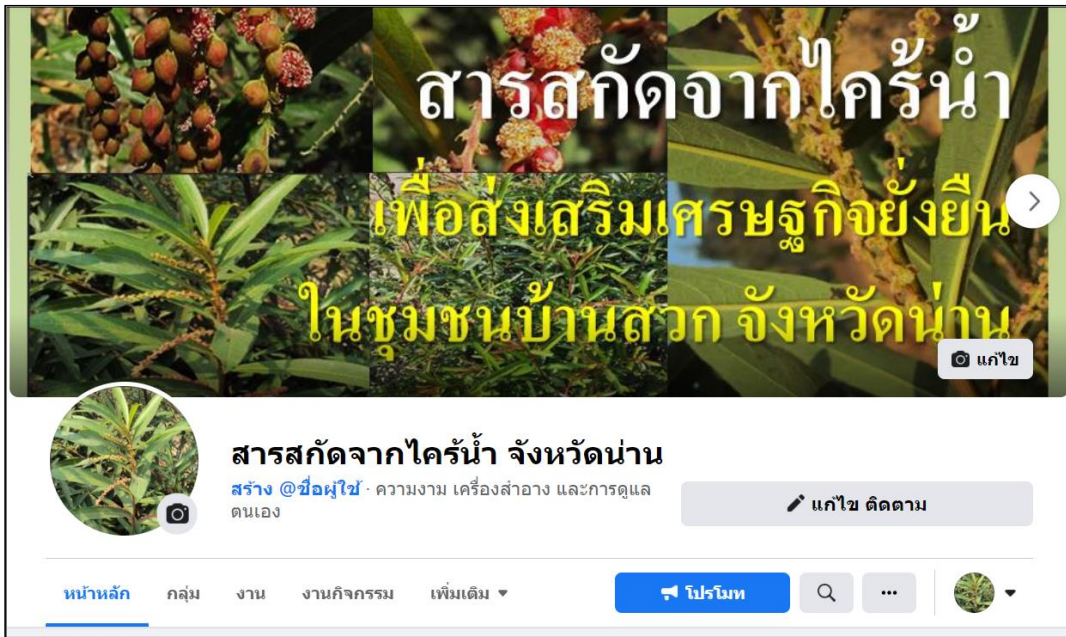 สารสกัดจากไคร้น้ำ
เพื่อส่งเสริมเศรษฐกิจยั่งยืน
ในชุมชนบ้านสวก จังหวัดน่าน
แก้ไข
สารสกัดจากไคร้น้ำ จังหวัดน่าน
สร้าง @ชื่อผู้ใช้ · ความงาม เครื่องสำอาง และการดูแล
ตนเอง
แก้ไข ติดตาม
หน้าหลัก กลุ่ม งาน งานกิจกรรม เพิ่มเติม โปรโมท